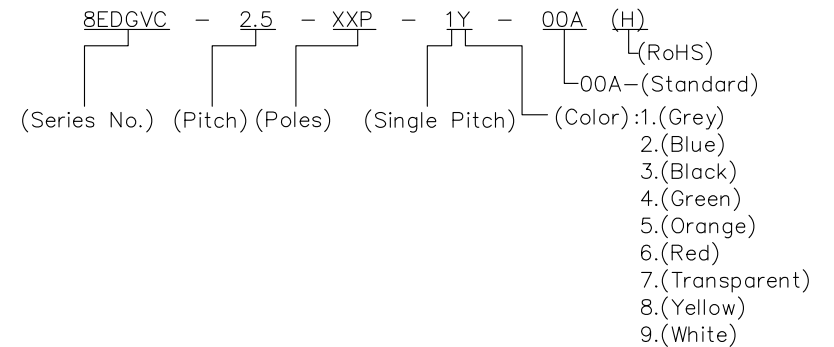 8EDGVC - 2.5 - XXP - 1Y - 00A (H)
(RoHS)
00A-(Standard)
(Series No.) (Pitch) (Poles) (Single Pitch) (Color):1.(Grey)
2.(Blue)
3.(Black)
4.(Green)
5.(Orange)
6.(Red)
7.(Transparent)
8.(Yellow)
9.(White)